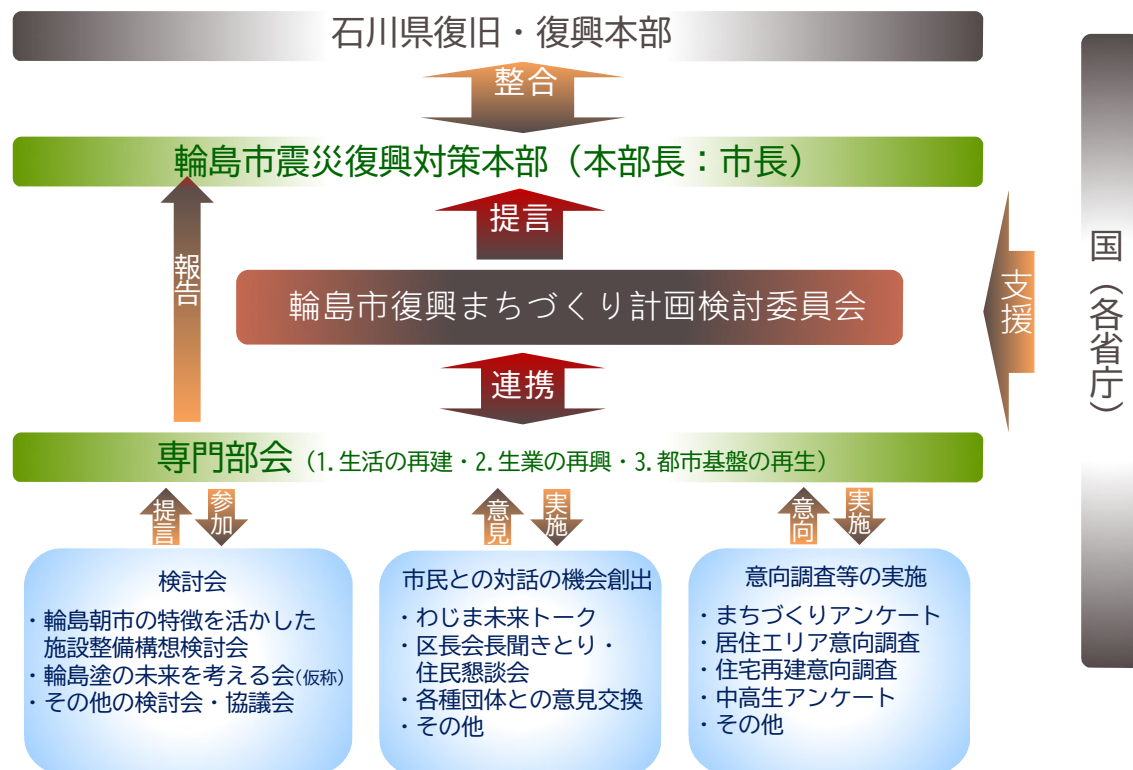 石川県復旧・復興本部
整合
輪島市震災復興対策本部（本部長：市長）
提言
報告
輪島市復興まちづくり計画検討委員会
支援
国（各省庁）
連携
専門部会（1.生活の再建・2.生業の再興・3.都市基盤の再生）
提言
参加
意見
実施
意向
実施
検討会
・輪島朝市の特徴を活かした
施設整備構想検討会
・輪島塗の未来を考える会(仮称)
・その他の検討会・協議会
市民との対話の機会創出
・わじま未来トーク
・区長会長聞きとり・
住民懇談会
・各種団体との意見交換
・その他
意向調査等の実施
・まちづくりアンケート
・居住エリア意向調査
・住宅再建意向調査
・中高生アンケート
・その他